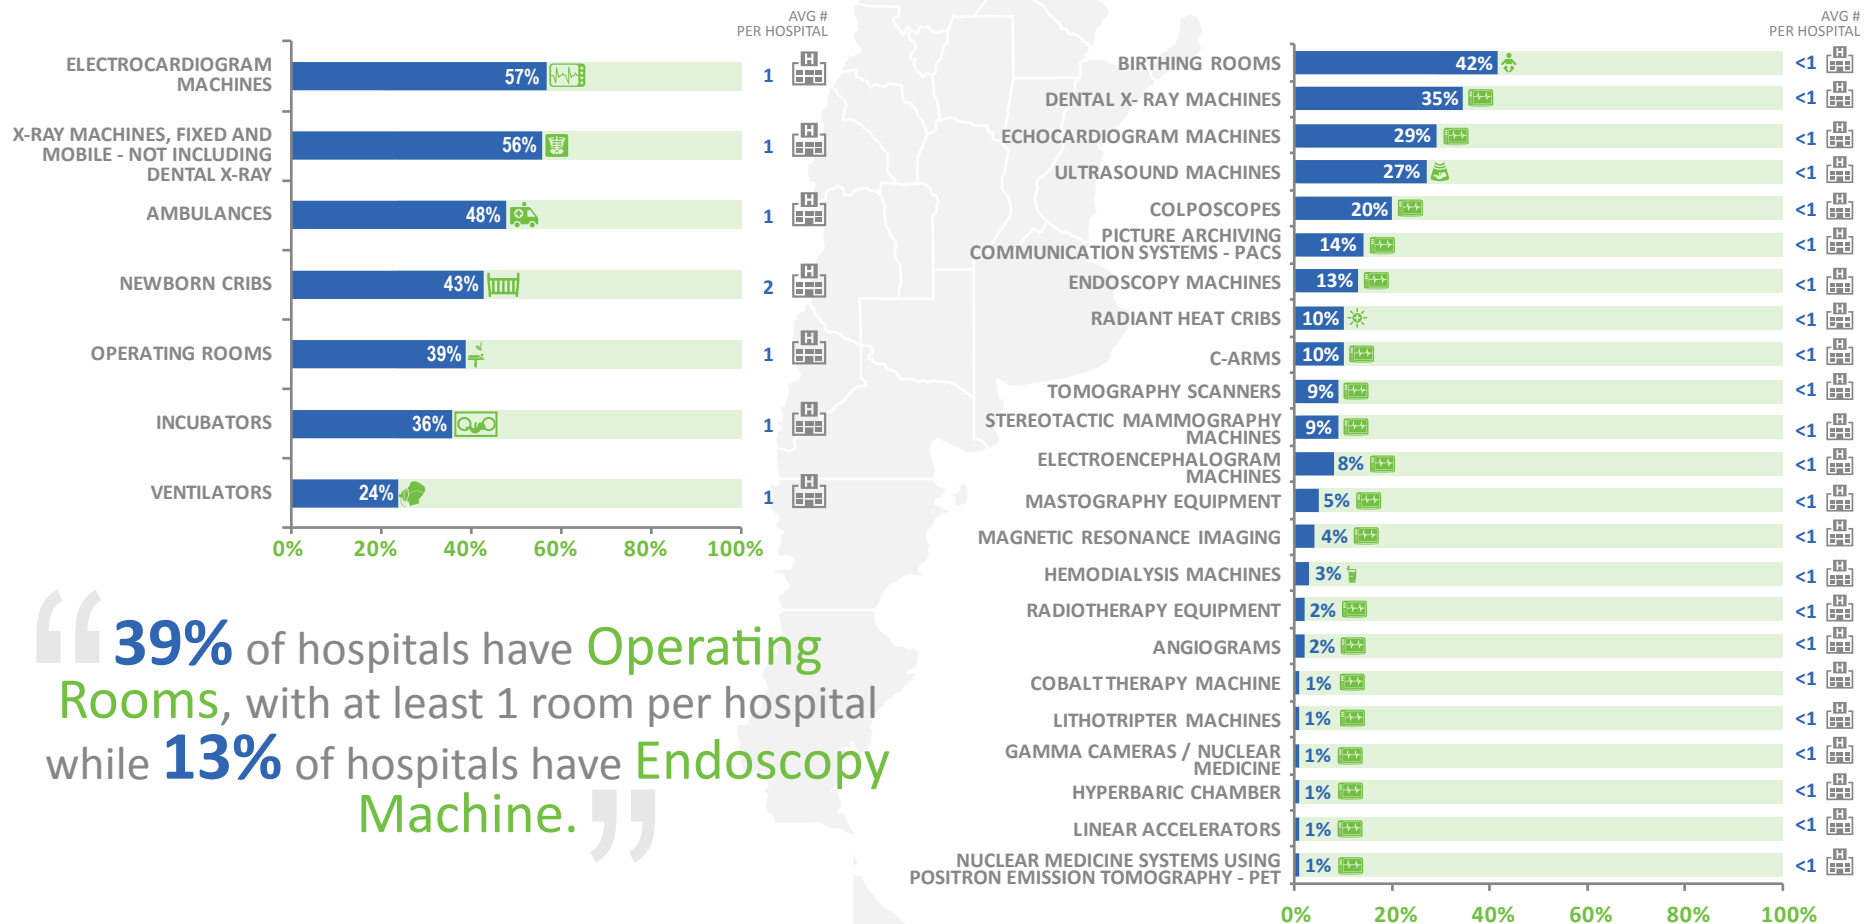 AVG #
PER HOSPITAL
ELECTROCARDIOGRAM
MACHINES
57%
1
X-RAY MACHINES, FIXED AND
MOBILE - NOT INCLUDING
DENTAL X-RAY
56%
1
AMBULANCES
48%
1
NEWBORN CRIBS
43%
2
OPERATING ROOMS
39%
1
INCUBATORS
36%
1
VENTILATORS
24%
1
0% 20% 40% 60% 80% 100%
“
39% of hospitals have Operating
Rooms, with at least 1 room per hospital
while 13% of hospitals have Endoscopy
Machine. ”
AVG #
PER HOSPITAL
BIRTHING ROOMS 42% <1 H
DENTAL X- RAY MACHINES 35% <1 H
ECHOCARDIOGRAM MACHINES 29% <1 H
ULTRASOUND MACHINES 27% <1 H
COLPOSCOPES 20% <1 H
PICTURE ARCHIVING
COMMUNICATION SYSTEMS - PACS 14% <1 H
ENDOSCOPY MACHINES 13% <1 H
RADIANT HEAT CRIBS 10% <1 H
C-ARMS 10% <1 H
TOMOGRAPHY SCANNERS 9% <1 H
STEREOTACTIC MAMMOGRAPHY
MACHINES 9% <1 H
ELECTROENCEPHALOGRAM
MACHINES 8% <1 H
MASTOGRAPHY EQUIPMENT 5% <1 H
MAGNETIC RESONANCE IMAGING 4% <1 H
HEMODIALYSIS MACHINES 3% <1 H
RADIOTHERAPY EQUIPMENT 2% <1 H
ANGIOGRAMS 2% <1 H
COBALT THERAPY MACHINE 1% <1 H
LITHOTRIPTER MACHINES 1% <1 H
GAMMA CAMERAS / NUCLEAR
MEDICINE 1% <1 H
HYPERBARIC CHAMBER 1% <1 H
LINEAR ACCELERATORS 1% <1 H
NUCLEAR MEDICINE SYSTEMS USING
POSITRON EMISSION TOMOGRAPHY - PET 1% <1 H
0% 20% 40% 60% 80% 100%